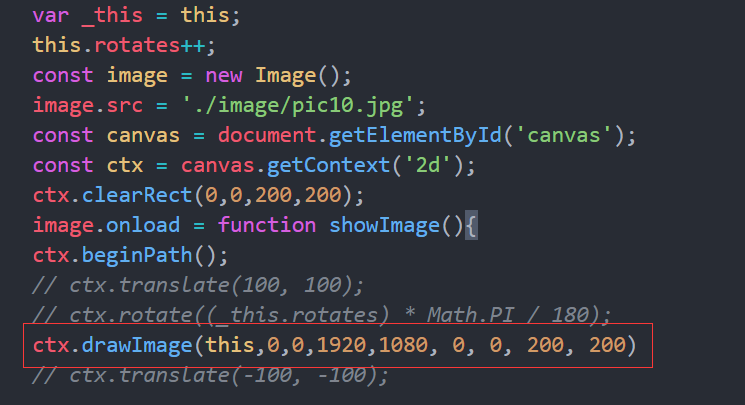 var _this = this;
this.rotates++;
const image = new Image();
image.src = './image/pic10.jpg';
const canvas = document.getElementById('canvas');
const ctx = canvas.getContext('2d');
ctx.clearRect(0,0,200,200);
image.onload = function showImage(){
ctx.beginPath();
// ctx.translate(100, 100);
// ctx.rotate((_this.rotates) * Math.PI / 180);
ctx.drawImage(this,0,0,1920,1080, 0, 0, 200, 200)
// ctx.translate(-100, -100);